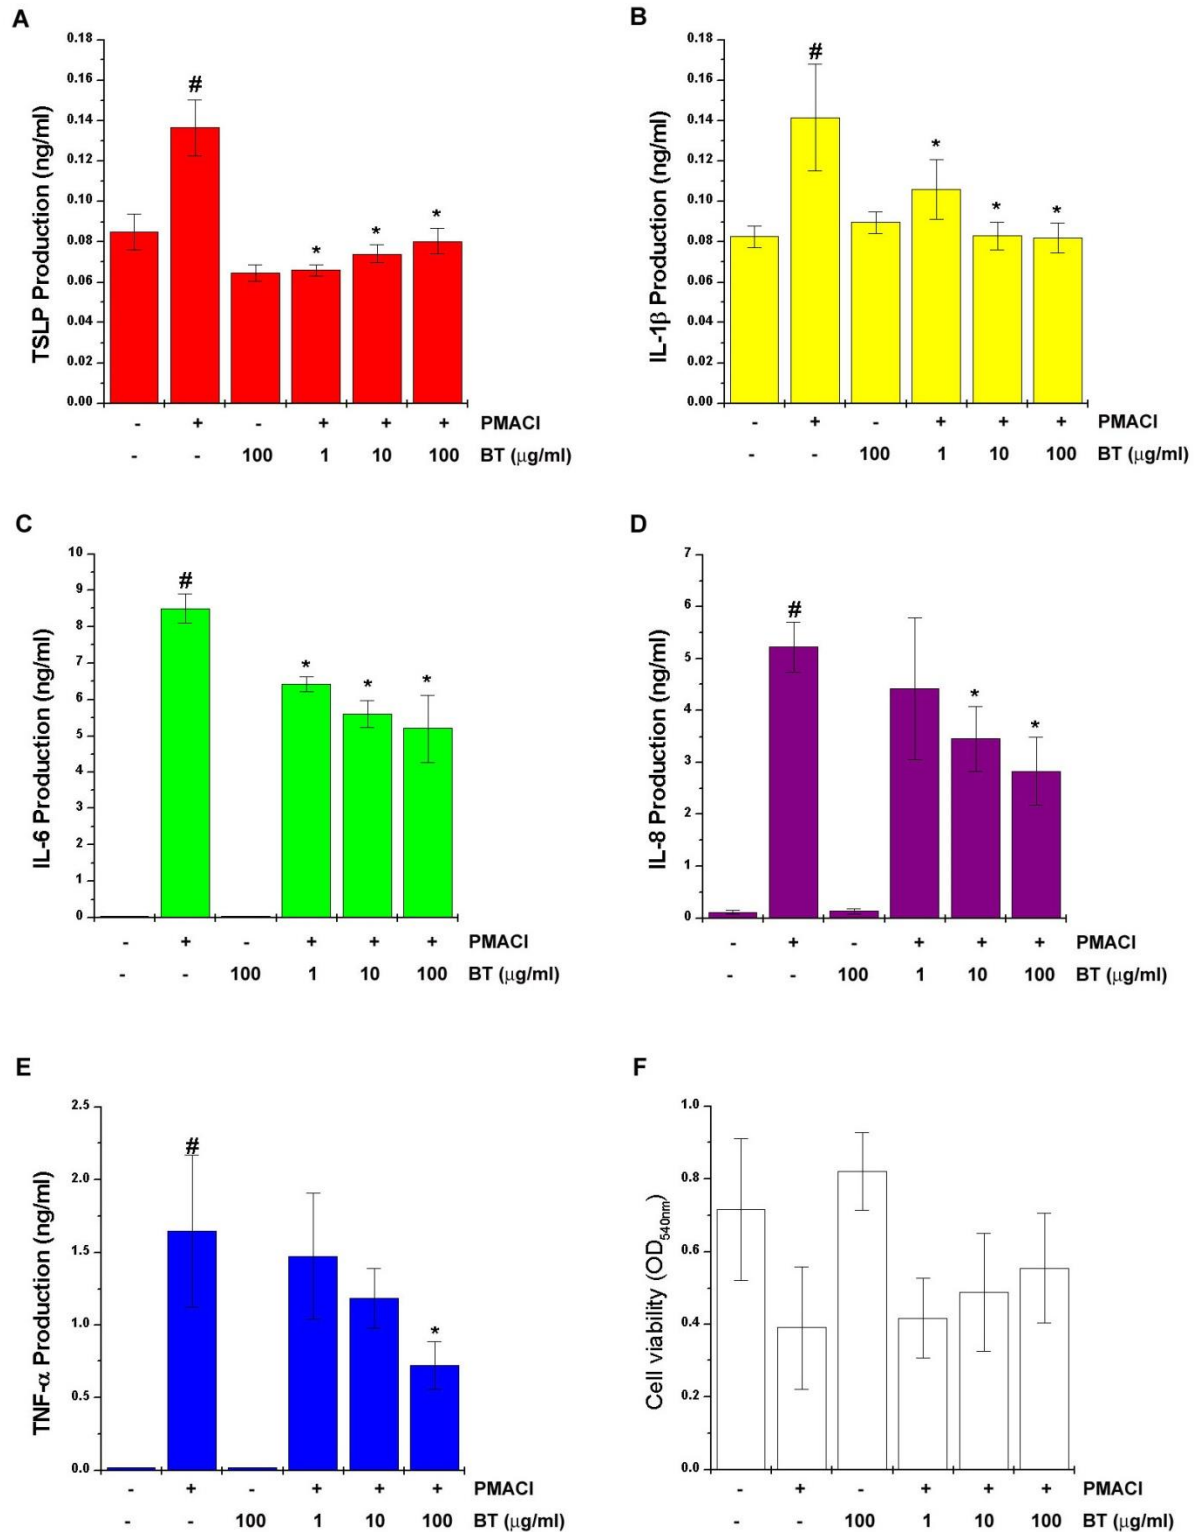 A
TSLP Production (ng/ml)
0.18
0.16
0.14
0.12
0.10
0.08
0.06
0.04
0.02
0.00
#
* * *
- + - + + + PMACI
- - 100 1 10 100 BT (μg/ml)
B
IL-1β Production (ng/ml)
0.18
0.16
0.14
0.12
0.10
0.08
0.06
0.04
0.02
0.00
#
* * *
- + - + + + PMACI
- - 100 1 10 100 BT (μg/ml)
C
IL-6 Production (ng/ml)
10
9
8
7
6
5
4
3
2
1
0
#
* * *
- + - + + + PMACI
- - 100 1 10 100 BT (μg/ml)
D
IL-8 Production (ng/ml)
7
6
5
4
3
2
1
0
#
* *
- + - + + + PMACI
- - 100 1 10 100 BT (μg/ml)
E
TNF-α Production (ng/ml)
2.5
2.0
1.5
1.0
0.5
0.0
#
*
- + - + + + PMACI
- - 100 1 10 100 BT (μg/ml)
F
Cell viability (OD540nm)
1.0
0.8
0.6
0.4
0.2
0.0
- + - + + + PMACI
- - 100 1 10 100 BT (μg/ml)